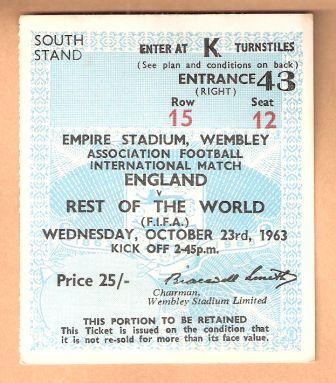 SOUTH STAND
ENTER AT K TURNSTILES
(See plan and conditions on back)
ENTRANCE 43
(RIGHT)
Row Seat
15 12
EMPIRE STADIUM, WEMBLEY
ASSOCIATION FOOTBALL
INTERNATIONAL MATCH
ENGLAND
v
REST OF THE WORLD
(F.I.F.A.)
WEDNESDAY, OCTOBER 23rd, 1963
KICK OFF 2-45p.m.
Price 25/-
Bracewell Smith
Chairman,
Wembley Stadium Limited
THIS PORTION TO BE RETAINED
This Ticket is issued on the condition that
it is not re-sold for more than its face value.